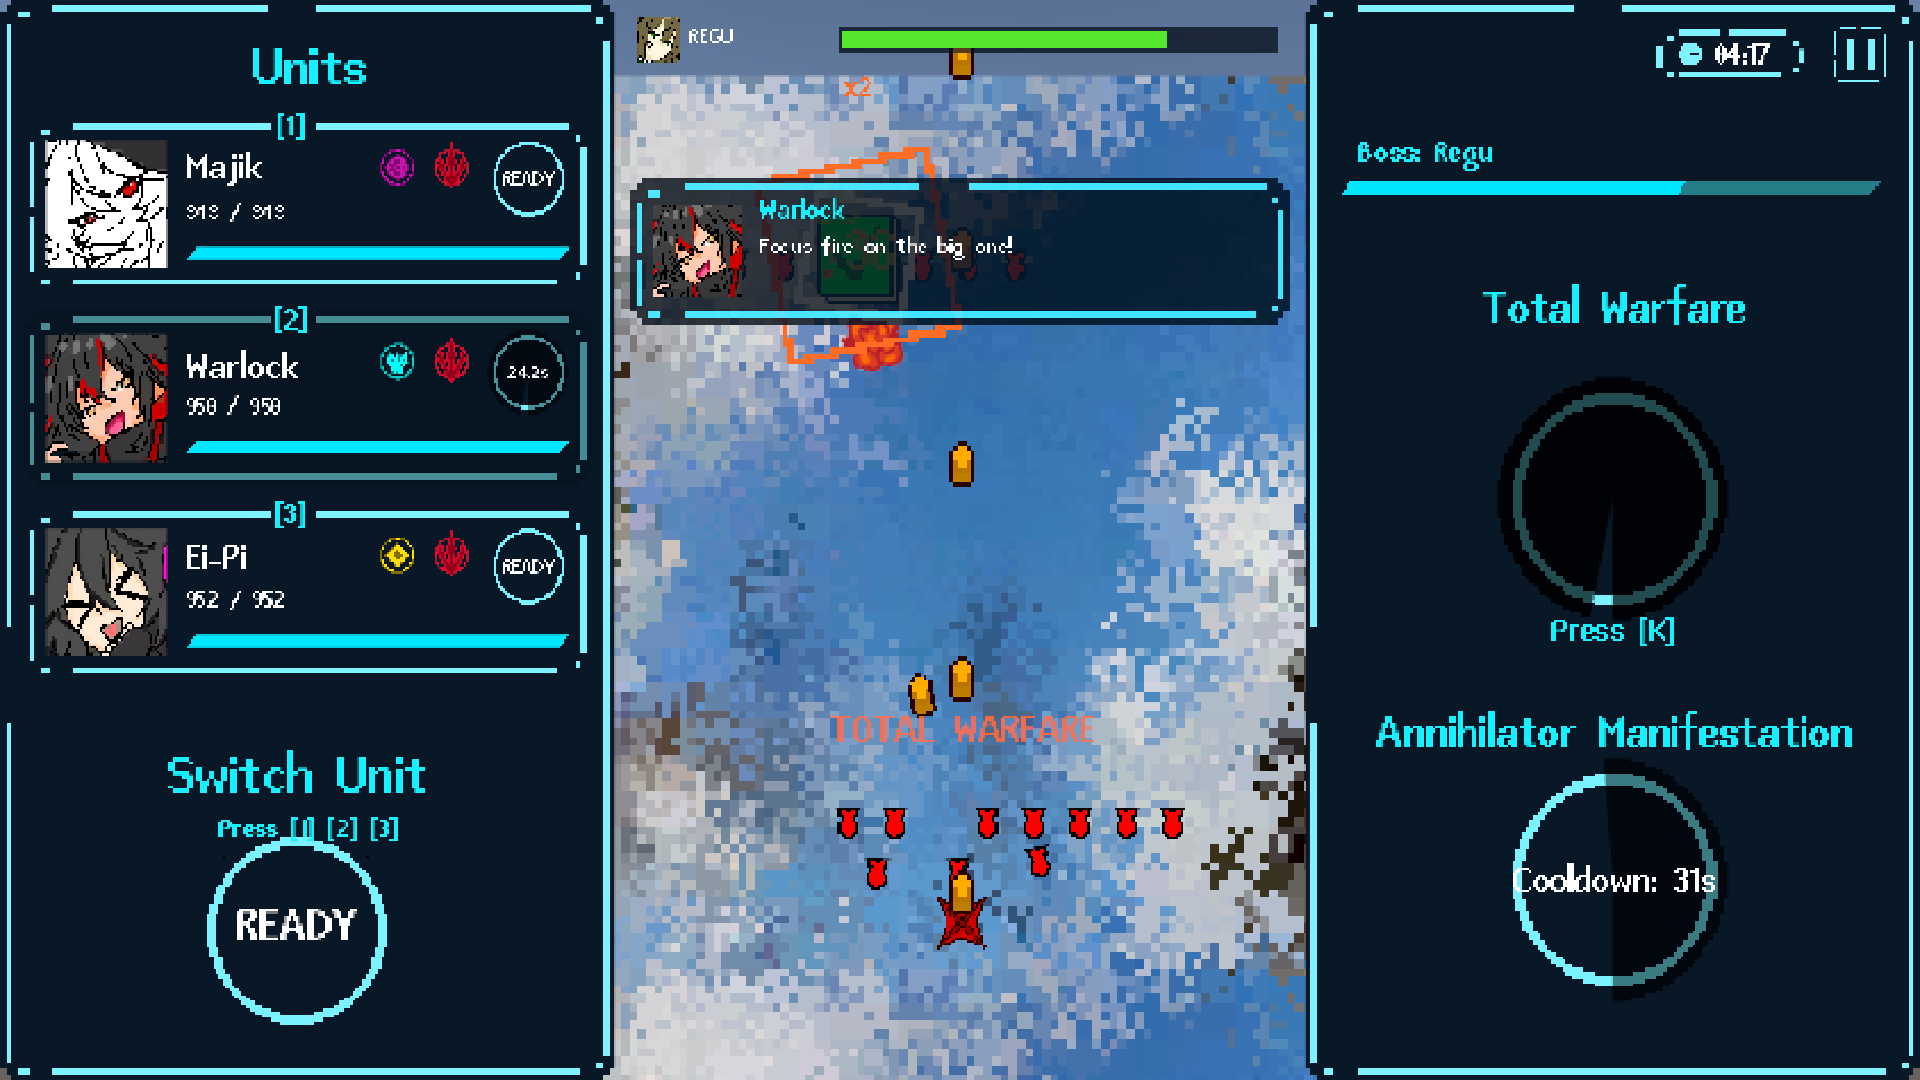 Units
[1]
Majik
913 / 913
READY
[2]
Warlock
958 / 958
24.2s
[3]
Ei-Pi
952 / 952
READY
Switch Unit
Press [1] [2] [3]
READY
REGU
x2
Warlock
Focus fire on the big one!
TOTAL WARFARE
04:17
Boss: Regu
Total Warfare
Press [K]
Annihilator Manifestation
Cooldown: 31s